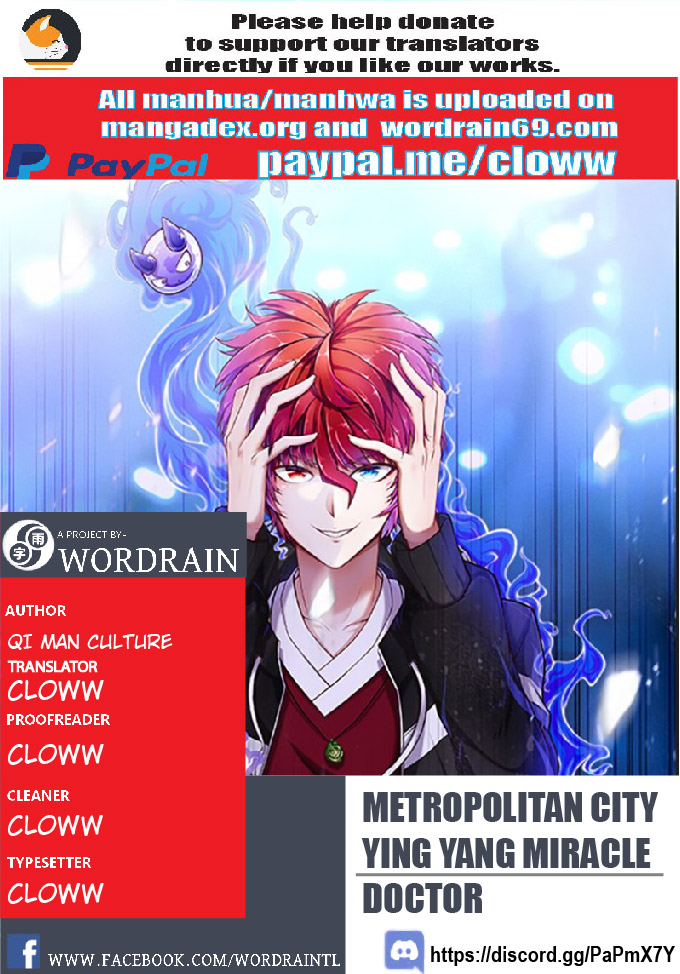 Please help donate
to support our translators
directly if you like our works.
All manhua/manhwa is uploaded on
mangadex.org and wordrain69.com
PayPal paypal.me/cloww
雨
字
A PROJECT BY-
WORDRAIN
AUTHOR
QI MAN CULTURE
TRANSLATOR
CLOWW
PROOFREADER
CLOWW
CLEANER
CLOWW
TYPESETTER
CLOWW
METROPOLITAN CITY
YING YANG MIRACLE
DOCTOR
WWW.FACEBOOK.COM/WORDRAINTL
https://discord.gg/PaPmX7Y